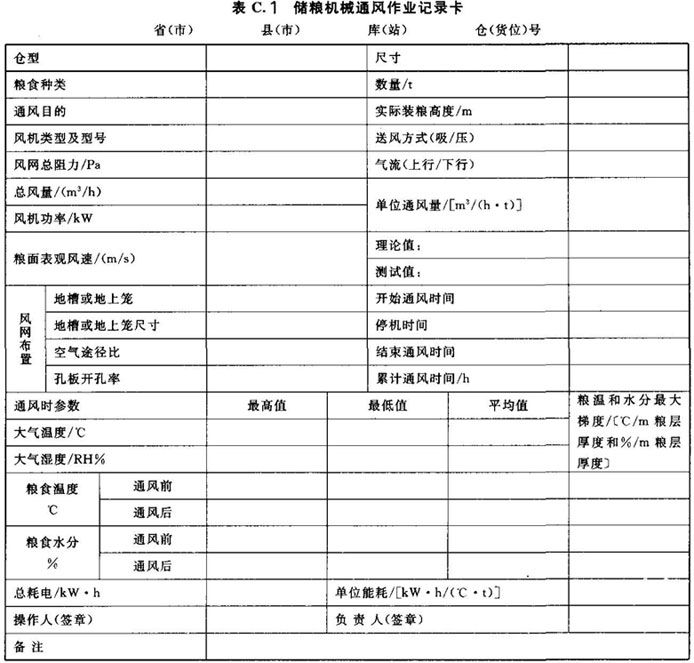 表 C.1 储粮机械通风作业记录卡
省(市) 县(市) 库(站) 仓(货位)号
仓型 尺寸
粮食种类 数量/t
通风目的 实际装粮高度/m
风机类型及型号 送风方式(吸/压)
风网总阻力/Pa 气流(上行/下行)
总风量/(m³/h) 单位通风量/[m³/(h·t)]
风机功率/kW
粮面表观风速/(m/s) 理论值:
测试值:
风网布置 地槽或地上笼 开始通风时间
地槽或地上笼尺寸 停机时间
空气途径比 结束通风时间
孔板开孔率 累计通风时间/h
通风时参数 最高值 最低值 平均值 粮温和水分最大
梯度/〔℃/m 粮层
厚度和%/m 粮层
厚度〕
大气温度/℃
大气湿度/RH%
粮食温度 通风前
℃ 通风后
粮食水分 通风前
% 通风后
总耗电/kW·h 单位能耗/[kW·h/(℃·t)]
操作人(签章) 负 责 人(签章)
备 注